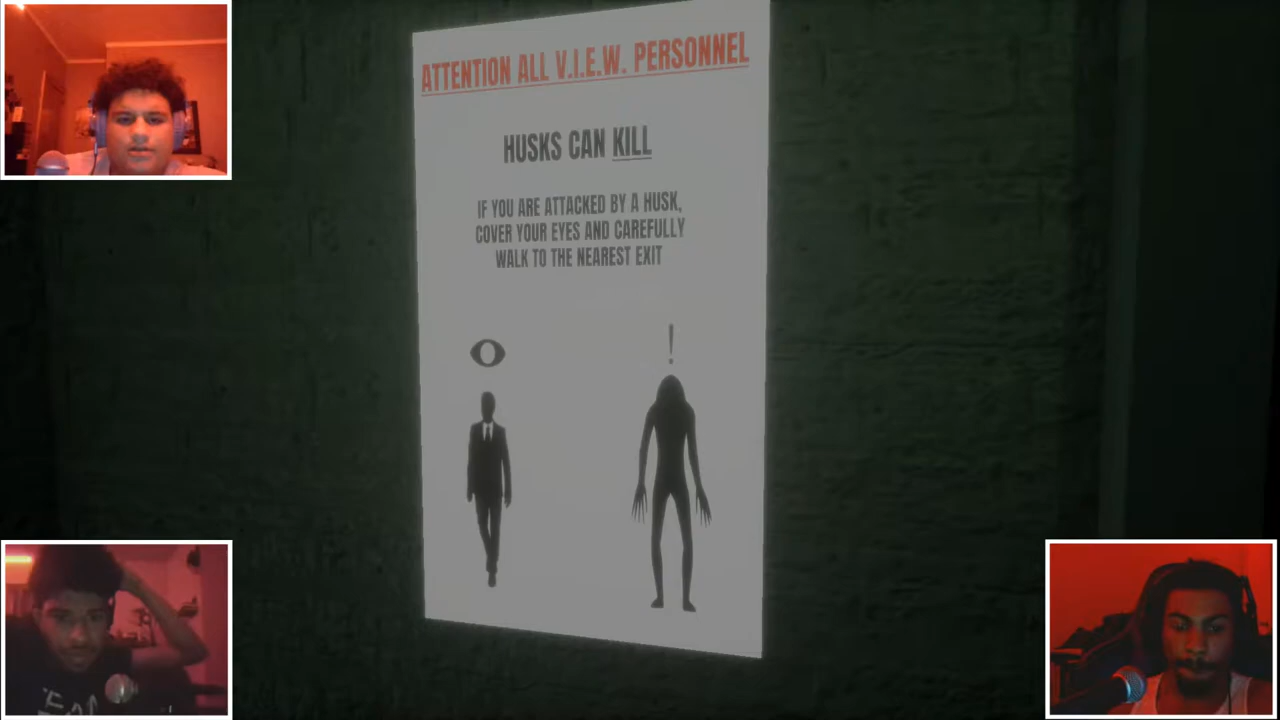 ATTENTION ALL V.I.E.W. PERSONNEL
HUSKS CAN KILL
IF YOU ARE ATTACKED BY A HUSK,
COVER YOUR EYES AND CAREFULLY
WALK TO THE NEAREST EXIT
!